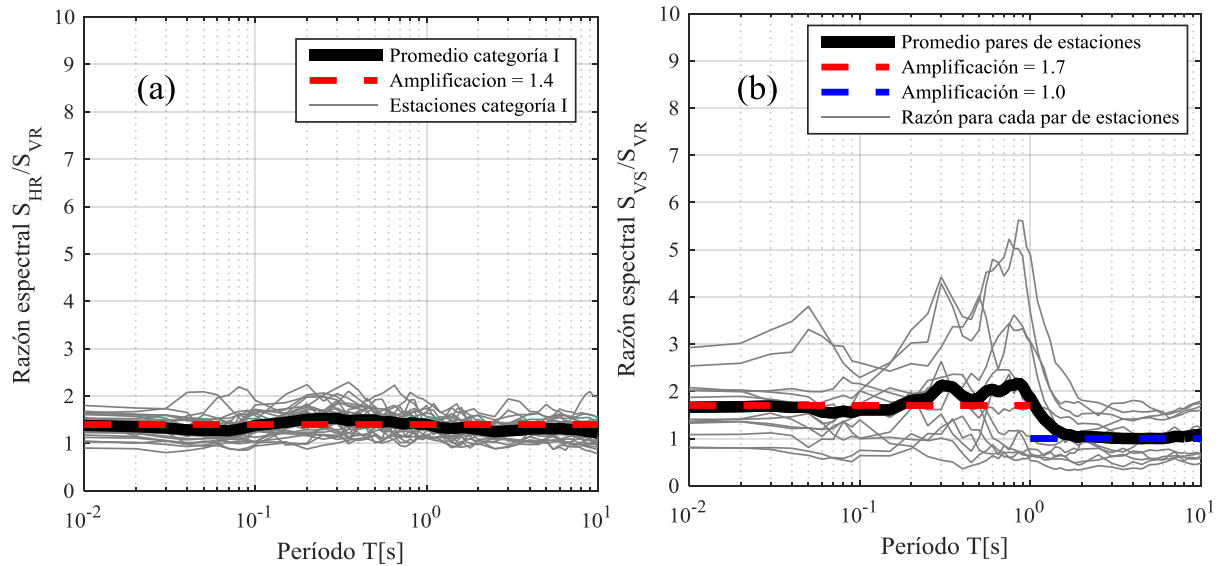 (a)
Promedio categoría I
Amplificacion = 1.4
Estaciones categoría I
Razón espectral S_HR/S_VR
10
9
8
7
6
5
4
3
2
1
0
10^-2
10^-1
10^0
10^1
Período T[s]
(b)
Promedio pares de estaciones
Amplificación = 1.7
Amplificación = 1.0
Razón para cada par de estaciones
Razón espectral S_VS/S_VR
10
9
8
7
6
5
4
3
2
1
0
10^-2
10^-1
10^0
10^1
Período T[s]